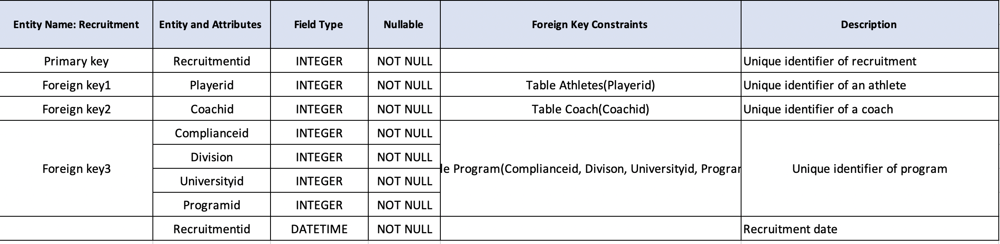 Entity Name: Recruitment Entity and Attributes Field Type Nullable Foreign Key Constraints Description
Primary key Recruitmentid INTEGER NOT NULL Unique identifier of recruitment
Foreign key1 Playerid INTEGER NOT NULL Table Athletes(Playerid) Unique identifier of an athlete
Foreign key2 Coachid INTEGER NOT NULL Table Coach(Coachid) Unique identifier of a coach
Complianceid INTEGER NOT NULL
Division INTEGER NOT NULL
Foreign key3 le Program(Complianceid, Divison, Universityid, Progra Unique identifier of program
Universityid INTEGER NOT NULL
Programid INTEGER NOT NULL
Recruitmentid DATETIME NOT NULL Recruitment date